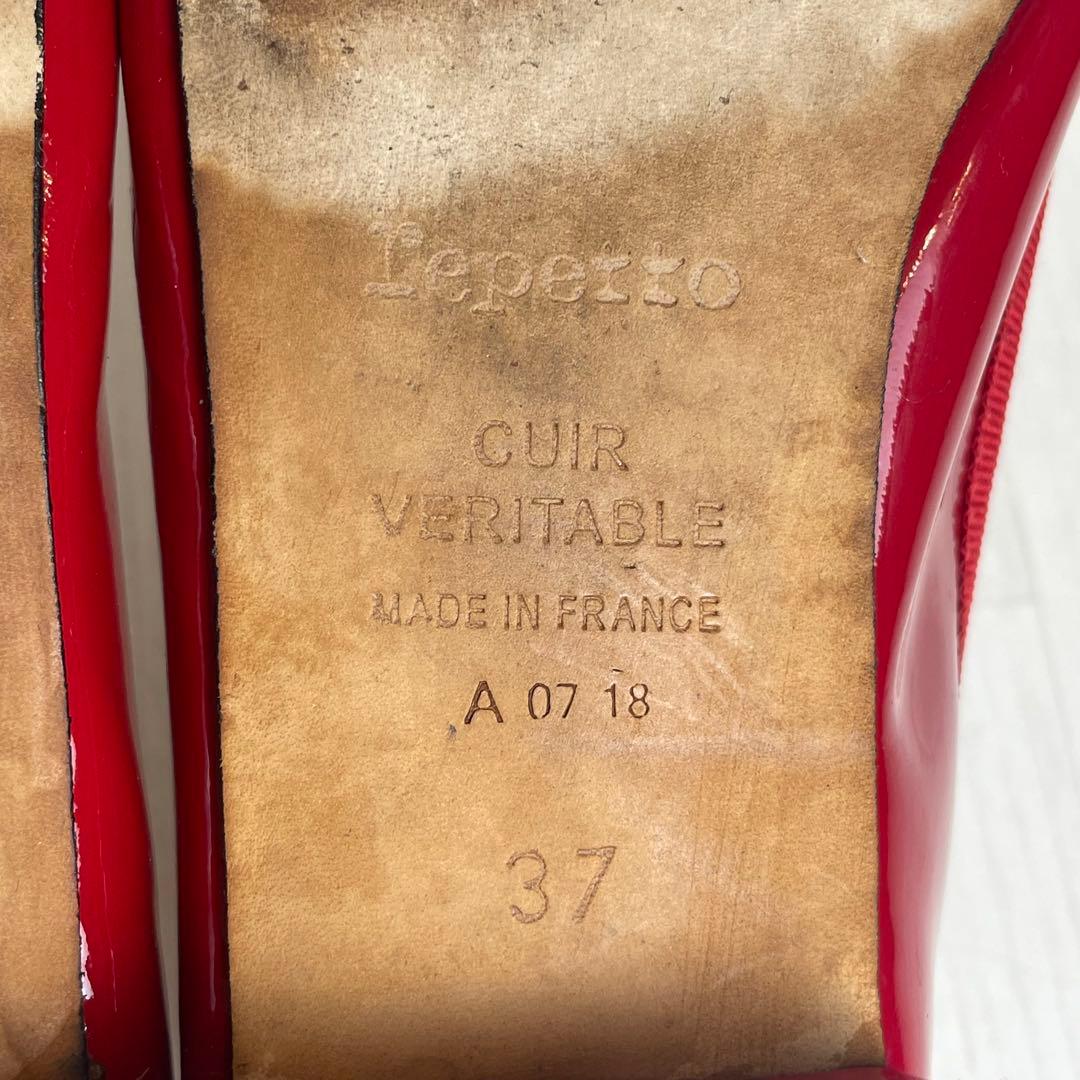 repetto
CUIR
VERITABLE
MADE IN FRANCE
A 07 18
37